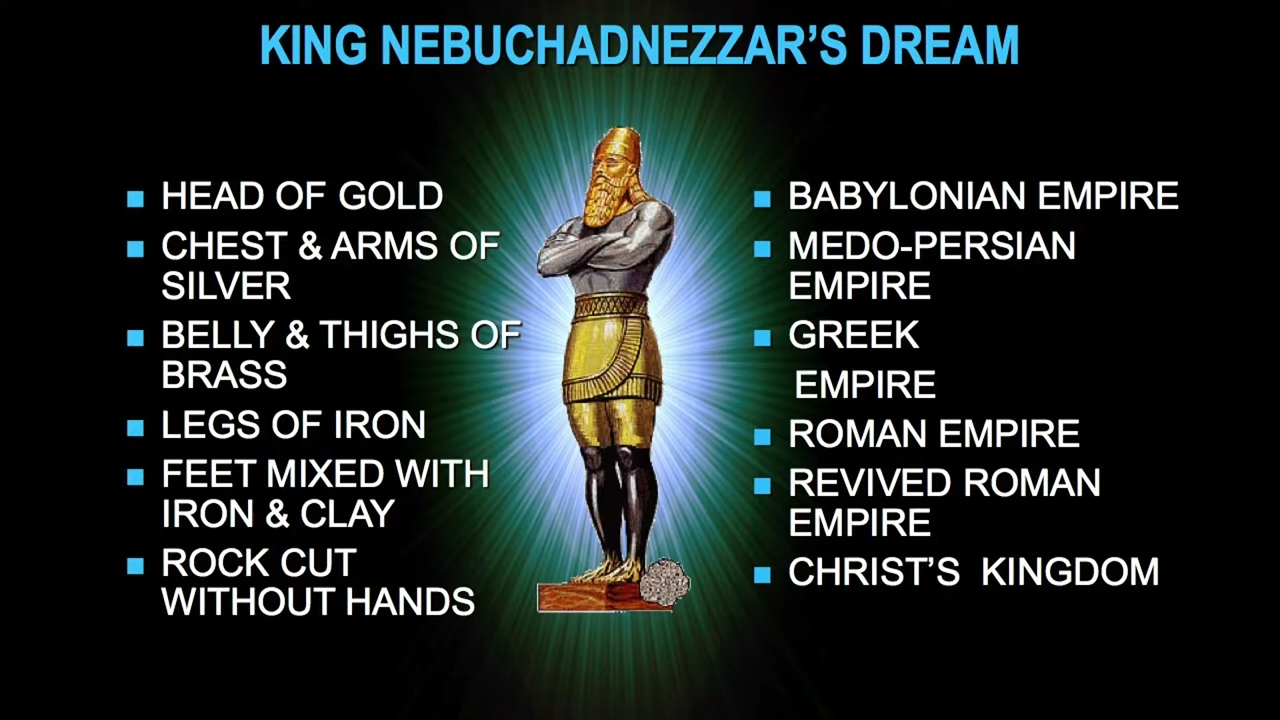 KING NEBUCHADNEZZAR’S DREAM
HEAD OF GOLD
CHEST & ARMS OF
SILVER
BELLY & THIGHS OF
BRASS
LEGS OF IRON
FEET MIXED WITH
IRON & CLAY
ROCK CUT
WITHOUT HANDS
BABYLONIAN EMPIRE
MEDO-PERSIAN
EMPIRE
GREEK
EMPIRE
ROMAN EMPIRE
REVIVED ROMAN
EMPIRE
CHRIST’S KINGDOM